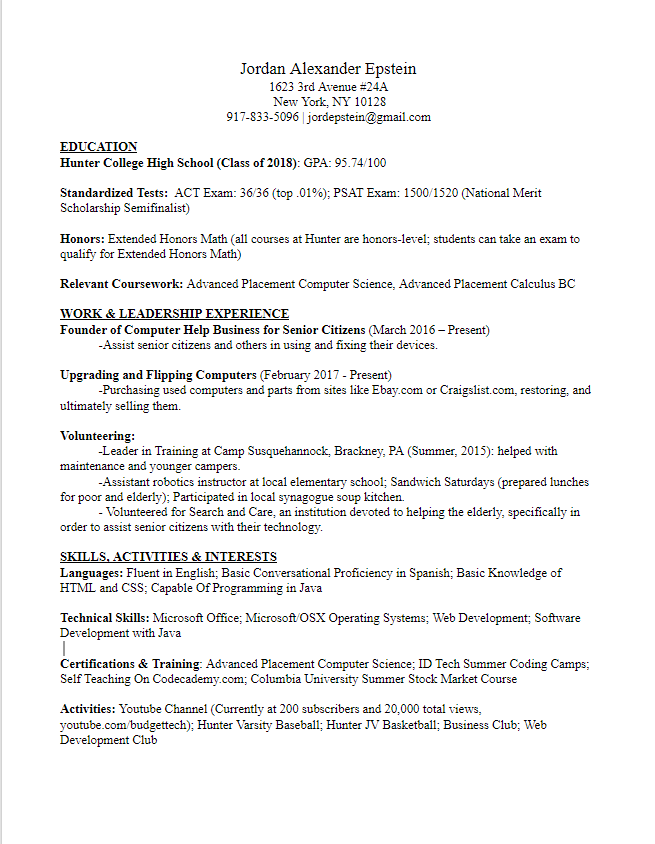 Jordan Alexander Epstein
1623 3rd Avenue #24A
New York, NY 10128
917-833-5096 | jordepstein@gmail.com
EDUCATION
Hunter College High School (Class of 2018): GPA: 95.74/100
Standardized Tests:  ACT Exam: 36/36 (top .01%); PSAT Exam: 1500/1520 (National Merit
Scholarship Semifinalist)
Honors: Extended Honors Math (all courses at Hunter are honors-level; students can take an exam to
qualify for Extended Honors Math)
Relevant Coursework: Advanced Placement Computer Science, Advanced Placement Calculus BC
WORK & LEADERSHIP EXPERIENCE
Founder of Computer Help Business for Senior Citizens (March 2016 – Present)
-Assist senior citizens and others in using and fixing their devices.
Upgrading and Flipping Computers (February 2017 - Present)
-Purchasing used computers and parts from sites like Ebay.com or Craigslist.com, restoring, and
ultimately selling them.
Volunteering:
-Leader in Training at Camp Susquehannock, Brackney, PA (Summer, 2015): helped with
maintenance and younger campers.
-Assistant robotics instructor at local elementary school; Sandwich Saturdays (prepared lunches
for poor and elderly); Participated in local synagogue soup kitchen.
- Volunteered for Search and Care, an institution devoted to helping the elderly, specifically in
order to assist senior citizens with their technology.
SKILLS, ACTIVITIES & INTERESTS
Languages: Fluent in English; Basic Conversational Proficiency in Spanish; Basic Knowledge of
HTML and CSS; Capable Of Programming in Java
Technical Skills: Microsoft Office; Microsoft/OSX Operating Systems; Web Development; Software
Development with Java
Certifications & Training: Advanced Placement Computer Science; ID Tech Summer Coding Camps;
Self Teaching On Codecademy.com; Columbia University Summer Stock Market Course
Activities: Youtube Channel (Currently at 200 subscribers and 20,000 total views,
youtube.com/budgettech); Hunter Varsity Baseball; Hunter JV Basketball; Business Club; Web
Development Club